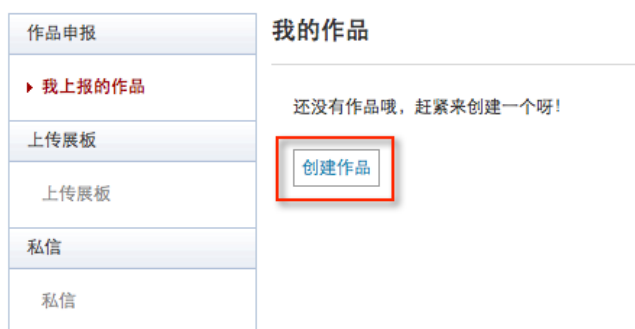 作品申报
我上报的作品
上传展板
上传展板
私信
私信
我的作品
还没有作品哦，赶紧来创建一个呀！
创建作品